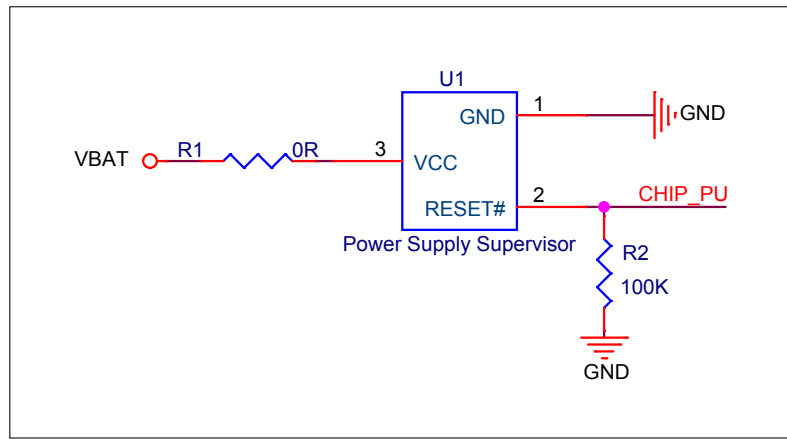 U1
1
GND
GND
VBAT
R1
0R
3
VCC
2
RESET#
CHIP_PU
Power Supply Supervisor
R2
100K
GND